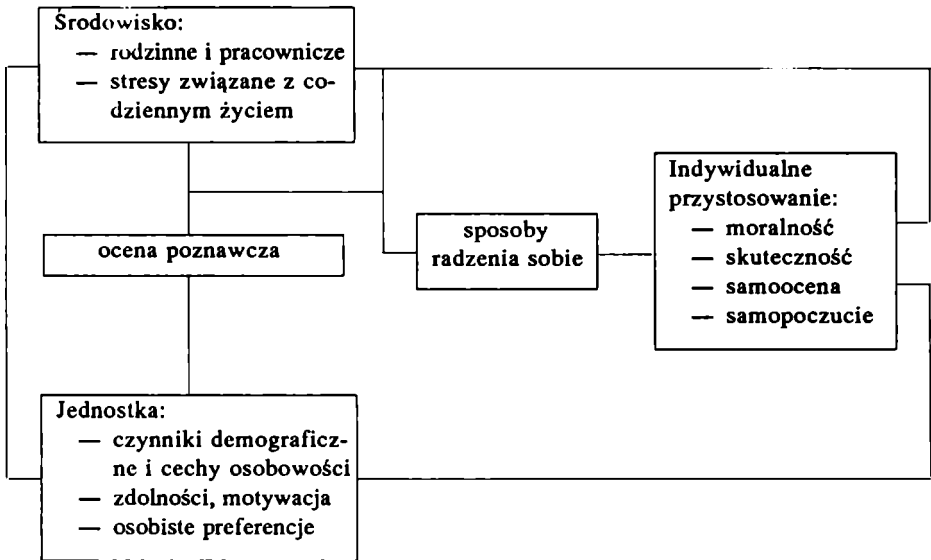 Środowisko:
— rodzinne i pracownicze
— stresy związane z co-
dziennym życiem
ocena poznawcza
sposoby
radzenia sobie
Indywidualne
przystosowanie:
— moralność
— skuteczność
— samoocena
— samopoczucie
Jednostka:
— czynniki demograficz-
ne i cechy osobowości
— zdolności, motywacja
— osobiste preferencje